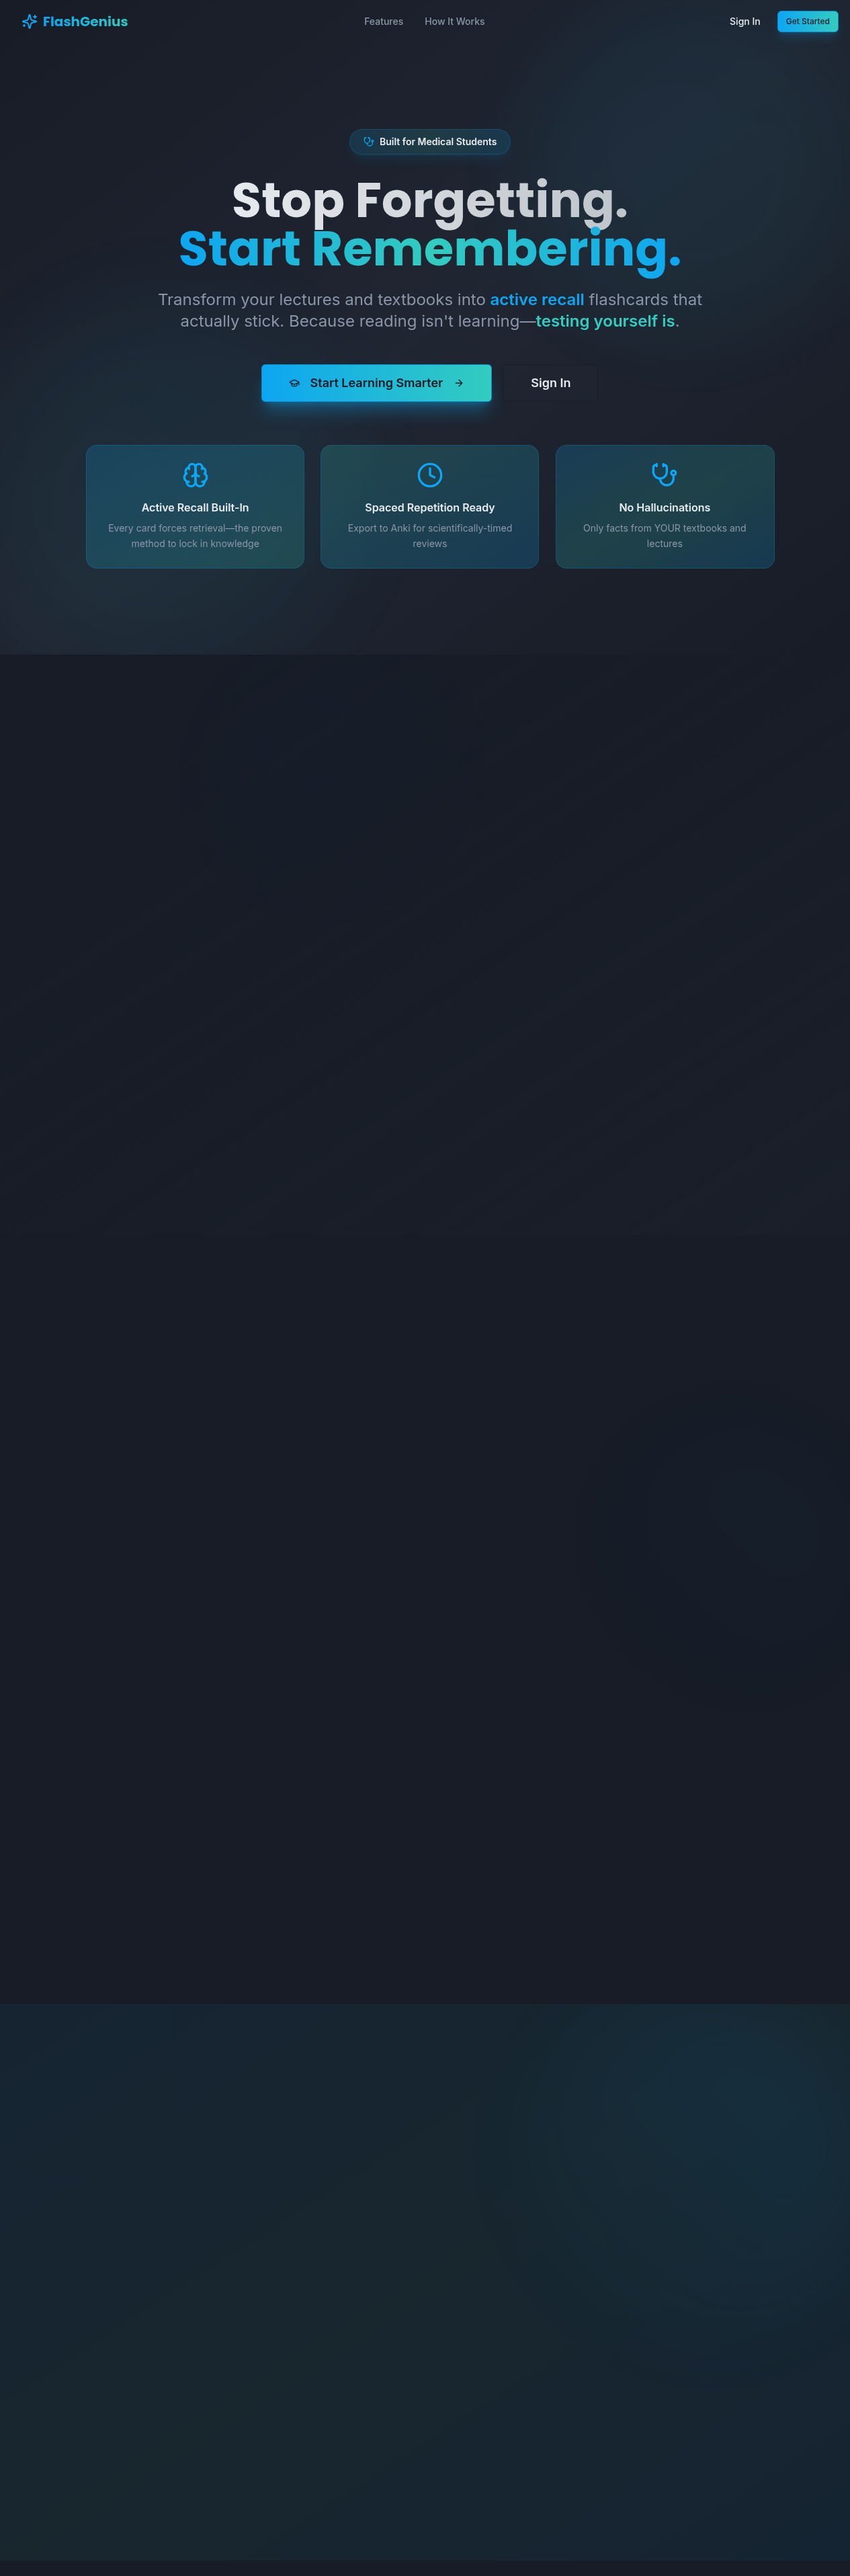 FlashGenius
Features
How It Works
Sign In
Get Started
Built for Medical Students
Stop Forgetting.
Start Remembering.
Transform your lectures and textbooks into active recall flashcards that
actually stick. Because reading isn't learning—testing yourself is.
Start Learning Smarter
Sign In
Active Recall Built-In
Every card forces retrieval—the proven
method to lock in knowledge
Spaced Repetition Ready
Export to Anki for scientifically-timed
reviews
No Hallucinations
Only facts from YOUR textbooks and
lectures